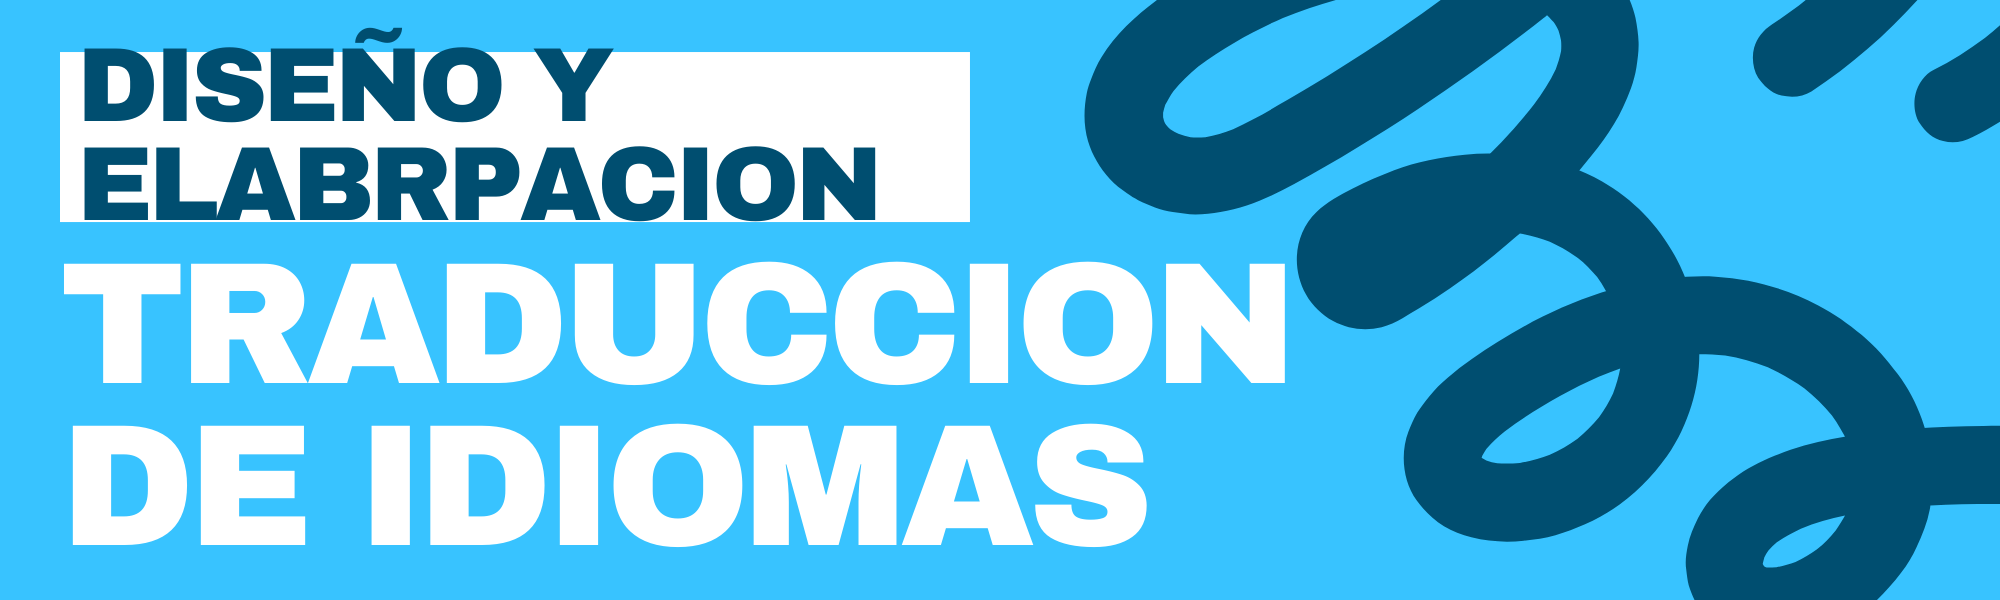 DISEÑO Y
ELABRPACION
TRADUCCION
DE IDIOMAS